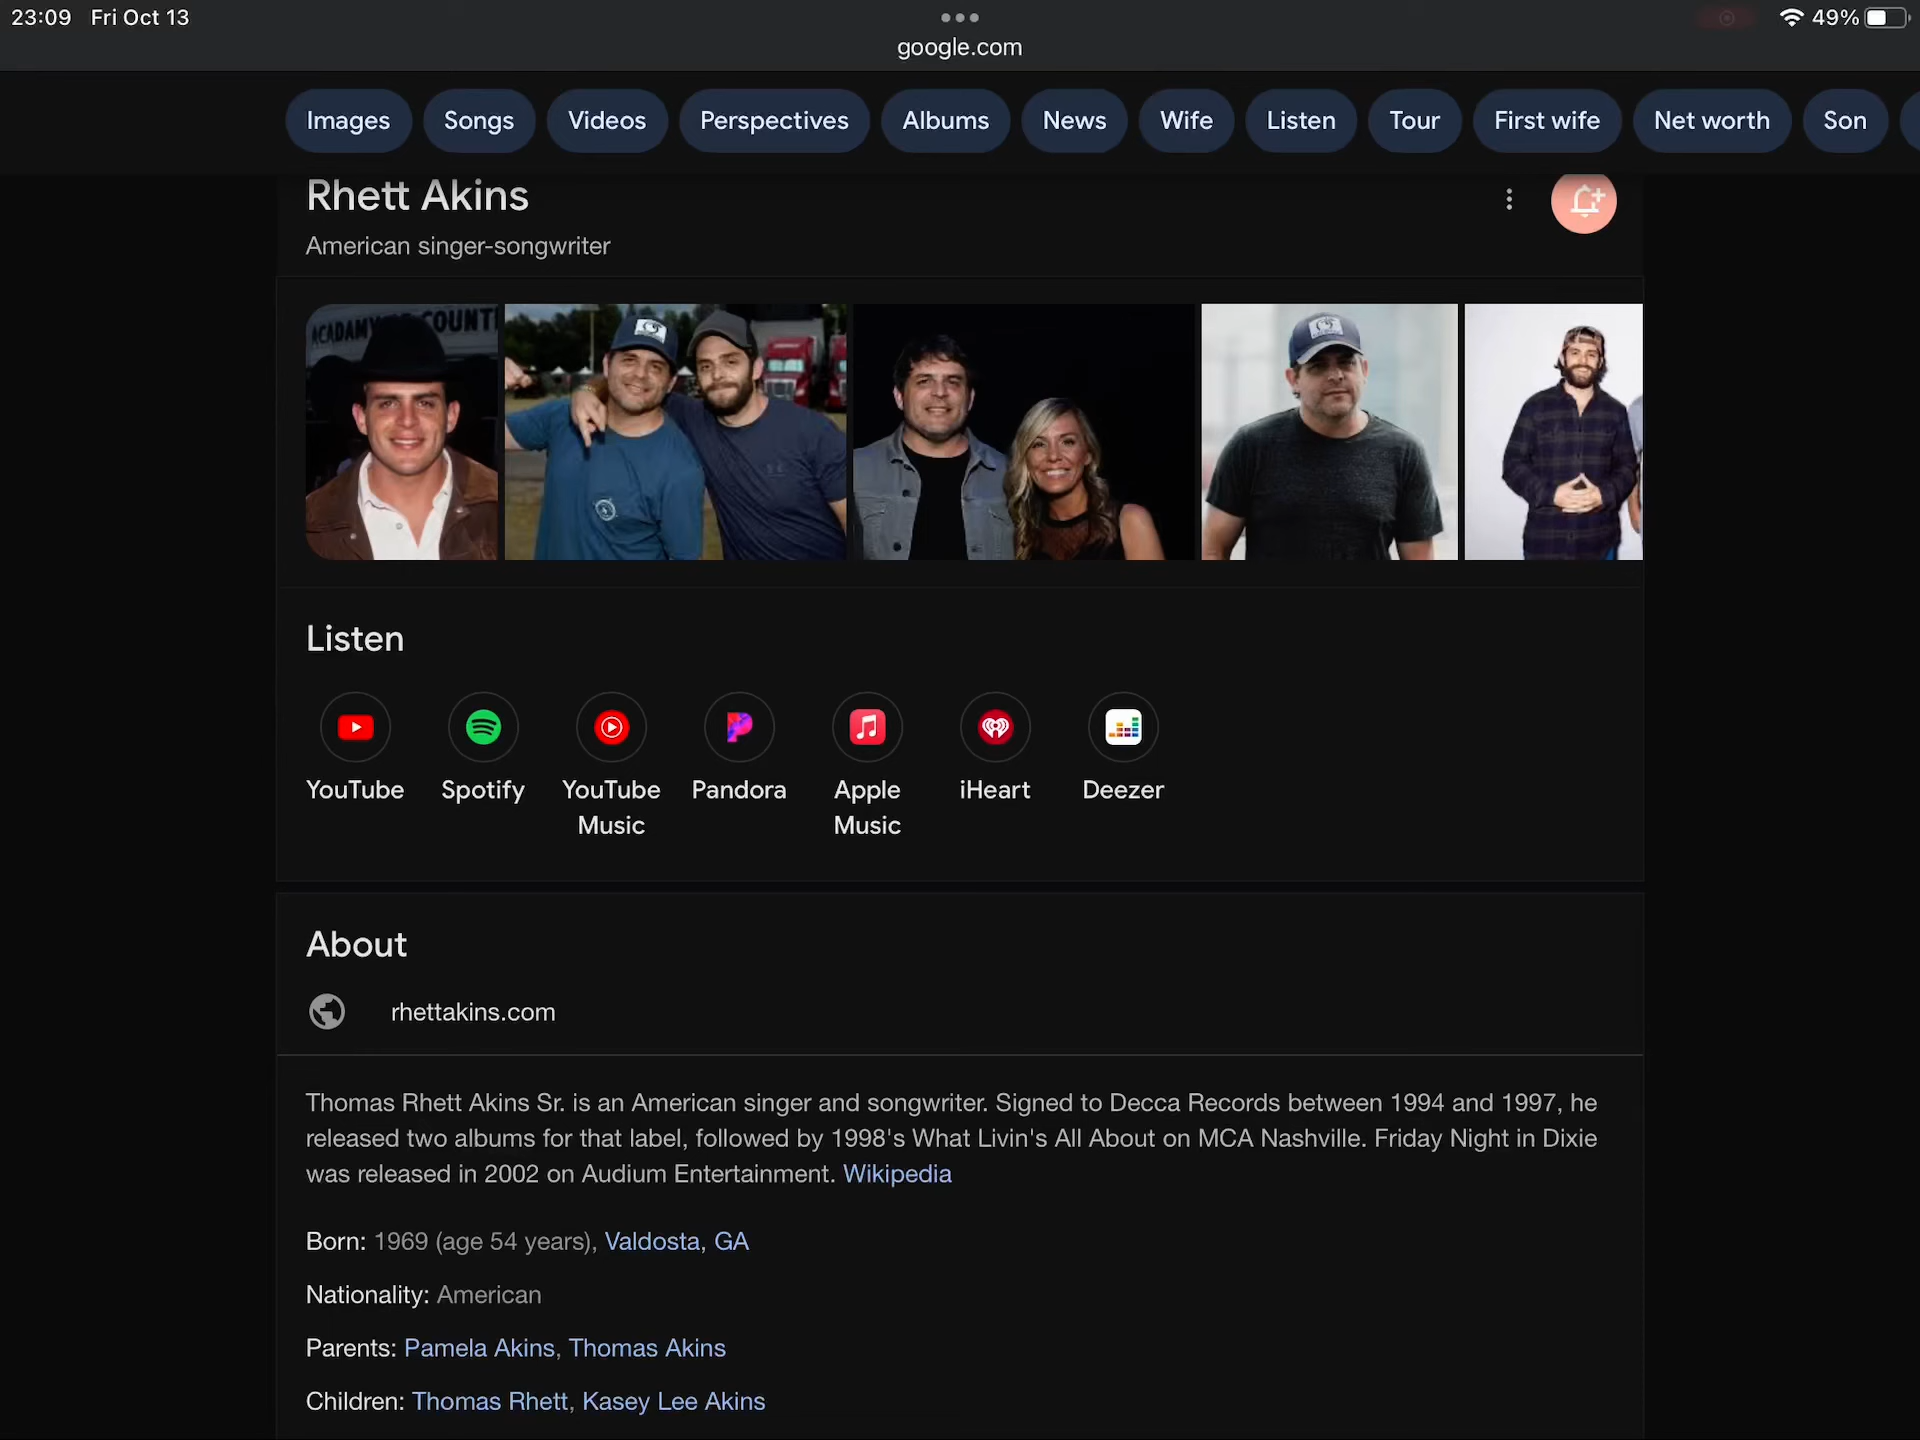 23:09 Fri Oct 13
49%
google.com
Images Songs Videos Perspectives Albums News Wife Listen Tour First wife Net worth Son
Rhett Akins
American singer-songwriter
Listen
YouTube Spotify YouTube Music Pandora Apple Music iHeart Deezer
About
rhettakins.com
Thomas Rhett Akins Sr. is an American singer and songwriter. Signed to Decca Records between 1994 and 1997, he
released two albums for that label, followed by 1998's What Livin's All About on MCA Nashville. Friday Night in Dixie
was released in 2002 on Audium Entertainment. Wikipedia
Born: 1969 (age 54 years), Valdosta, GA
Nationality: American
Parents: Pamela Akins, Thomas Akins
Children: Thomas Rhett, Kasey Lee Akins